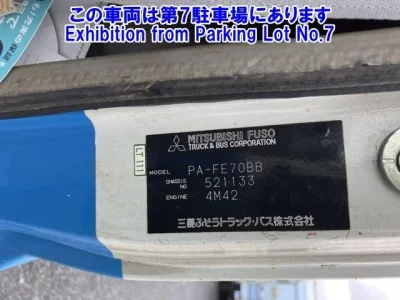 この車両は第7駐車場にあります
Exhibition from Parking Lot No.7
MITSUBISHI FUSO
TRUCK & BUS CORPORATION
LT111
MODEL PA-FE70BB
CHASSIS NO 521133
ENGINE 4M42
三菱ふそうトラック・バス株式会社